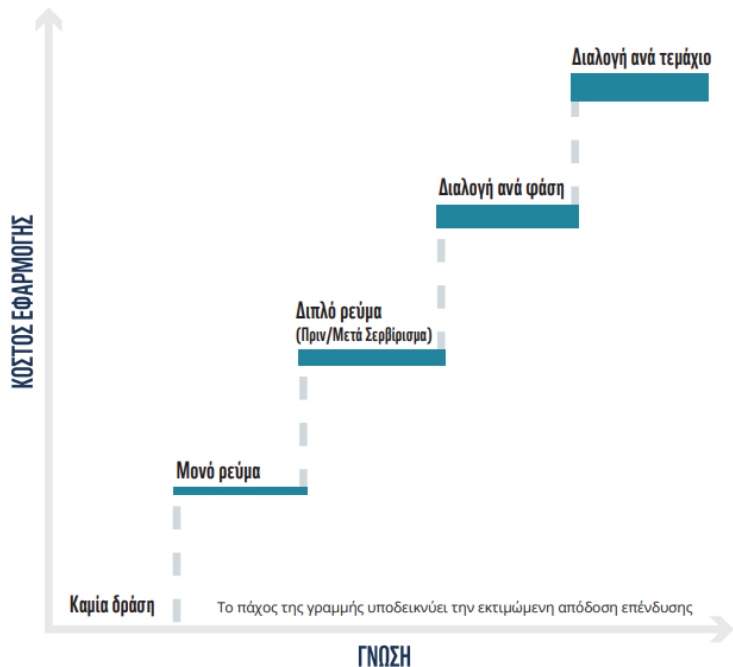 Διαλογή ανά τεμάχιο
Διαλογή ανά φάση
Διπλό ρεύμα
(Πριν/Μετά Σερβίρισμα)
Μονό ρεύμα
Καμία δράση
Το πάχος της γραμμής υποδεικνύει την εκτιμώμενη απόδοση επένδυσης
ΚΟΣΤΟΣ ΕΦΑΡΜΟΓΗΣ
ΓΝΩΣΗ